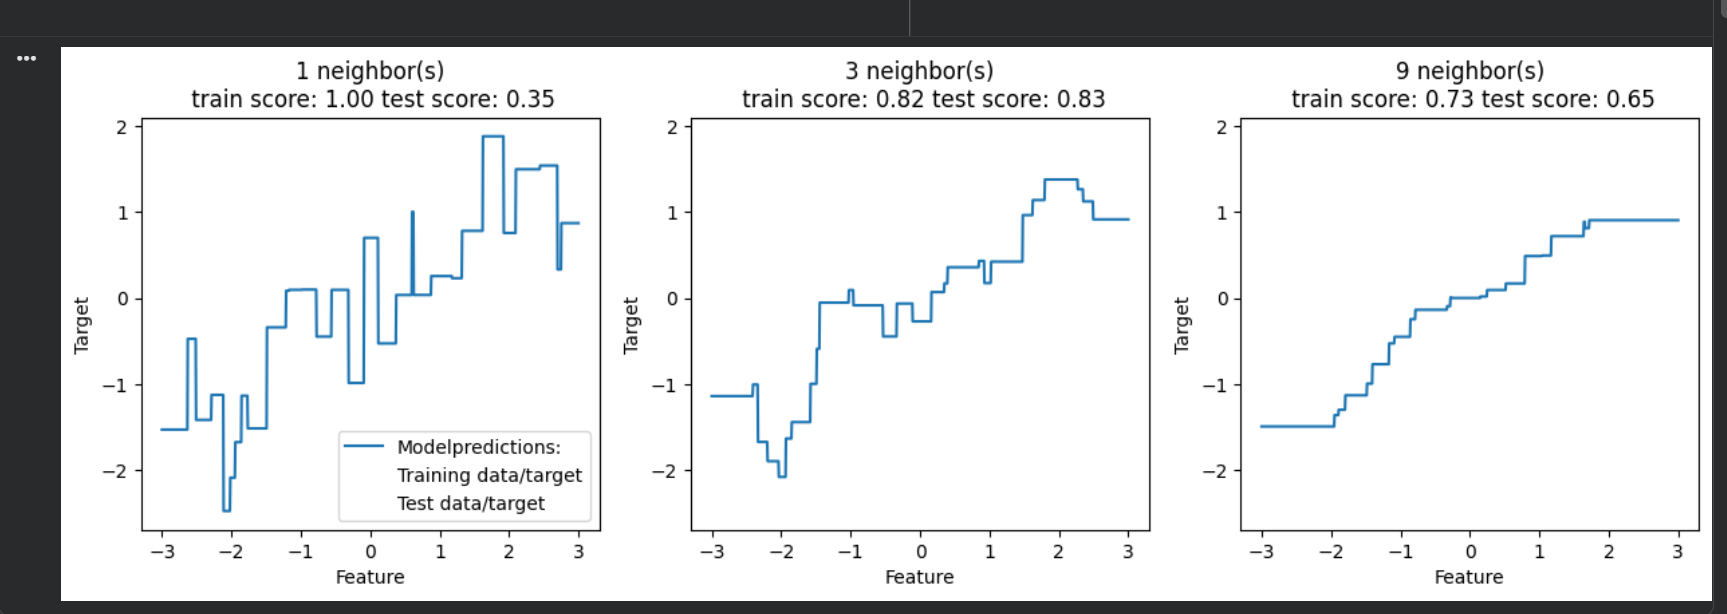 1 neighbor(s)
train score: 1.00 test score: 0.35
2
1
0
−1
−2
Target
Modelpredictions:
Training data/target
Test data/target
−3 −2 −1 0 1 2 3
Feature
3 neighbor(s)
train score: 0.82 test score: 0.83
2
1
0
−1
−2
Target
−3 −2 −1 0 1 2 3
Feature
9 neighbor(s)
train score: 0.73 test score: 0.65
2
1
0
−1
−2
Target
−3 −2 −1 0 1 2 3
Feature